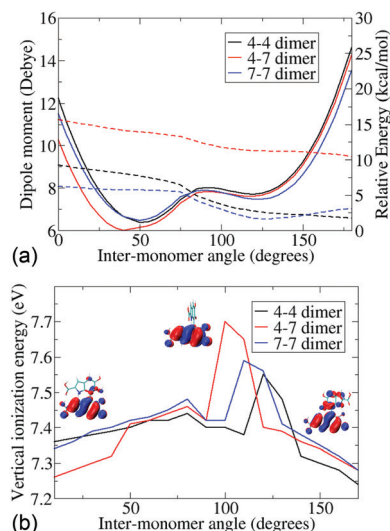 16
14
12
10
8
6
Dipole moment (Debye)
4-4 dimer
4-7 dimer
7-7 dimer
30
25
20
15
10
5
0
Relative Energy (kcal/mol)
0 50 100 150
Inter-monomer angle (degrees)
(a)
7.7
7.6
7.5
7.4
7.3
7.2
Vertical ionization energy (eV)
4-4 dimer
4-7 dimer
7-7 dimer
50 100 150
Inter-monomer angle (degrees)
(b)